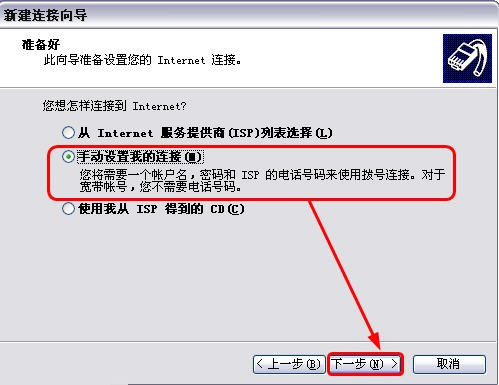 新建连接向导
准备好
此向导准备设置您的 Internet 连接。
您想怎样连接到 Internet?
从 Internet 服务提供商(ISP)列表选择(L)
手动设置我的连接(M)
您将需要一个帐户名，密码和 ISP 的电话号码来使用拨号连接。对于
宽带帐号，您不需要电话号码。
使用我从 ISP 得到的 CD(C)
< 上一步(B) 下一步(N) > 取消